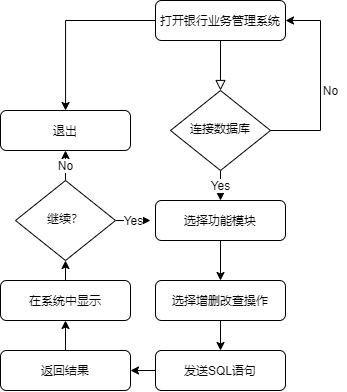 打开银行业务管理系统
退出
连接数据库
No
No
Yes
继续?
Yes
选择功能模块
在系统中显示
选择增删改查操作
返回结果
发送SQL语句